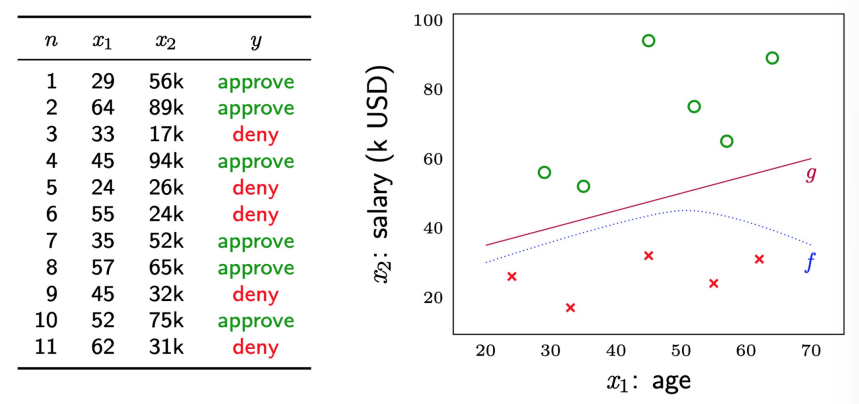 n x₁ x₂ y
1 29 56k approve
2 64 89k approve
3 33 17k deny
4 45 94k approve
5 24 26k deny
6 55 24k deny
7 35 52k approve
8 57 65k approve
9 45 32k deny
10 52 75k approve
11 62 31k deny
x₂: salary (k USD)
100
80
60
40
20
g
f
20 30 40 50 60 70
x₁: age